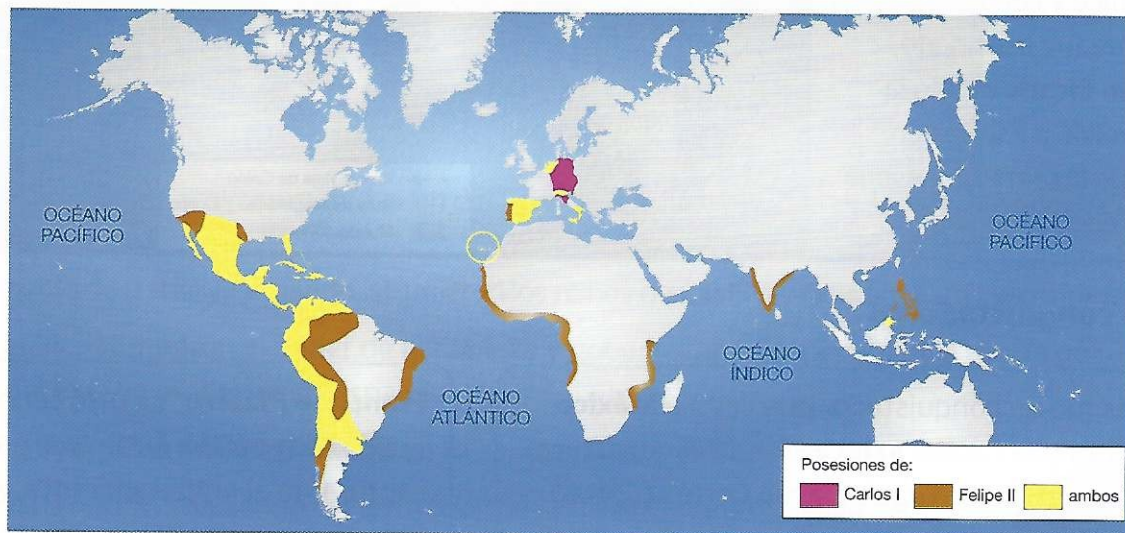 OCÉANO
PACÍFICO
OCÉANO
ATLÁNTICO
OCÉANO
ÍNDICO
OCÉANO
PACÍFICO
Posesiones de:
Carlos I
Felipe II
ambos